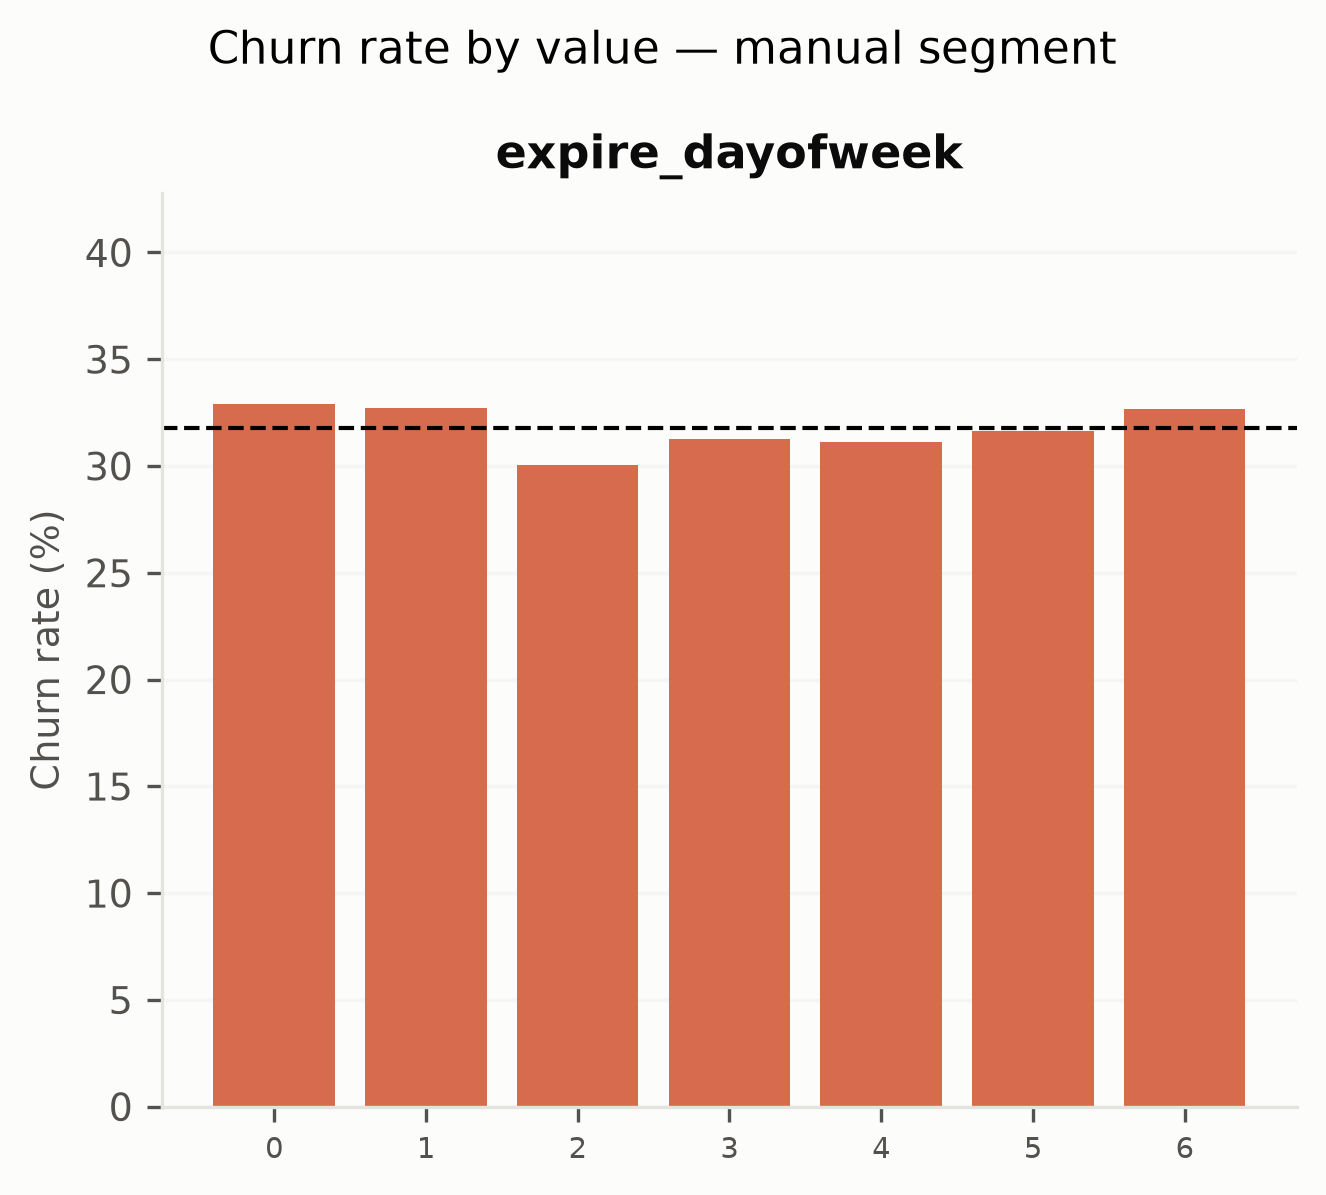 Churn rate by value — manual segment
expire_dayofweek
Churn rate (%)
40
35
30
25
20
15
10
5
0
0 1 2 3 4 5 6